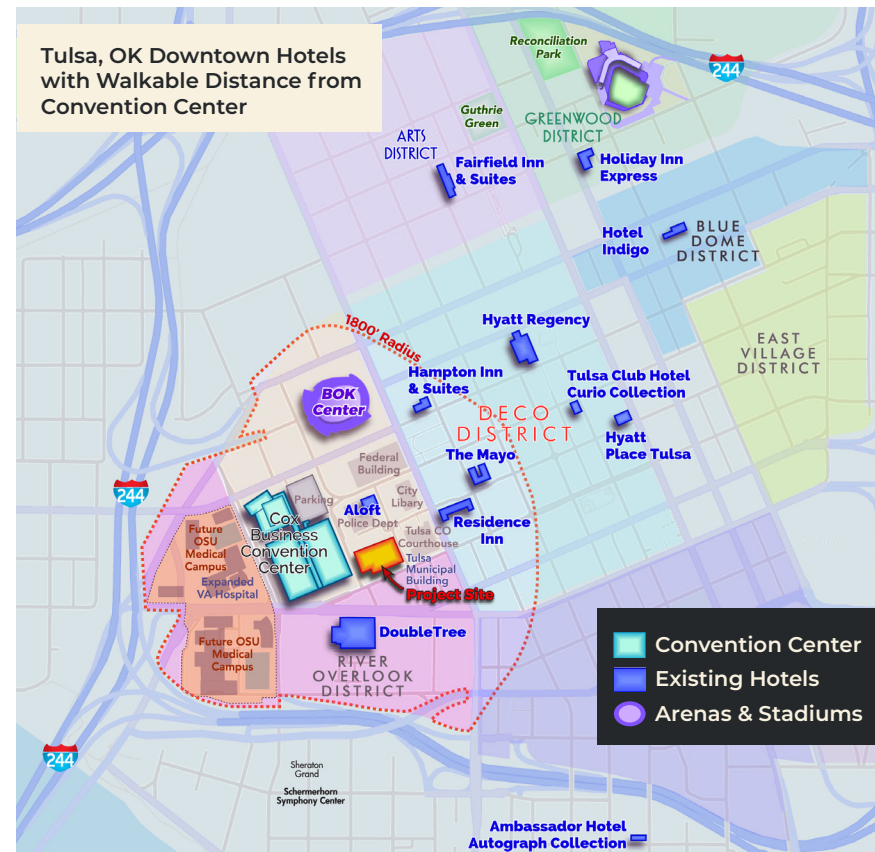 Tulsa, OK Downtown Hotels
with Walkable Distance from
Convention Center
Reconciliation
Park
244
Guthrie
Green
GREENWOOD
DISTRICT
ARTS
DISTRICT
Fairfield Inn
& Suites
Holiday Inn
Express
Hotel
Indigo
BLUE
DOME
DISTRICT
1800' Radius
Hyatt Regency
EAST
VILLAGE
DISTRICT
Hampton Inn
& Suites
Tulsa Club Hotel
Curio Collection
BOK
Center
DECO
DISTRICT
Hyatt
Place Tulsa
The Mayo
Federal
Building
244
Parking
City
Libary
Aloft
Police Dept
Cox
Business
Convention
Center
Residence
Inn
Future
OSU
Medical
Campus
Tulsa CO
Courthouse
Tulsa
Municipal
Building
Expanded
VA Hospital
Project Site
DoubleTree
Future OSU
Medical
Campus
RIVER
OVERLOOK
DISTRICT
Convention Center
Existing Hotels
Arenas & Stadiums
244
Sheraton
Grand
Schermerhorn
Symphony Center
Ambassador Hotel
Autograph Collection